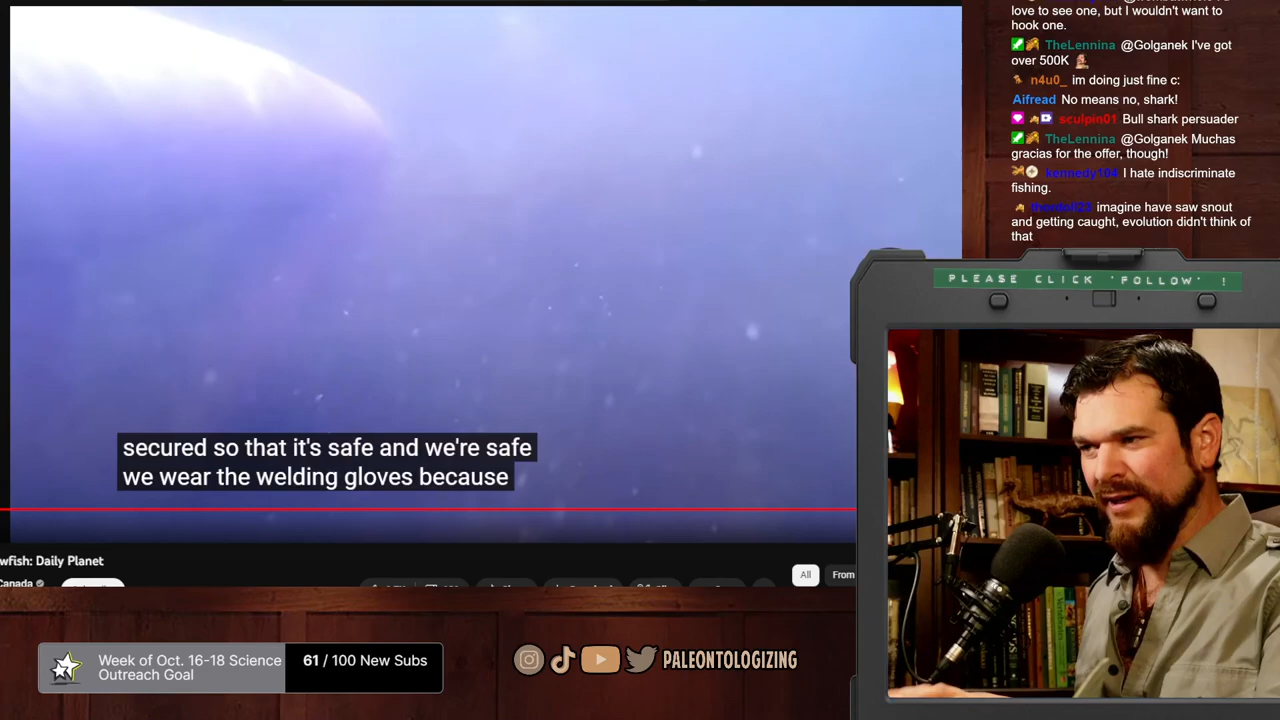 love to see one, but I wouldn't want to
hook one.
TheLennina @Golganek I've got
over 500K
n4u0_ im doing just fine c:
Aifread No means no, shark!
sculpin01 Bull shark persuader
TheLennina @Golganek Muchas
gracias for the offer, though!
kennedy104 I hate indiscriminate
fishing.
imagine have saw snout
and getting caught, evolution didn't think of
that
PLEASE CLICK 'FOLLOW' !
secured so that it's safe and we're safe
we wear the welding gloves because
wfish: Daily Planet
Canada
All
From
Week of Oct. 16-18 Science
Outreach Goal
61 / 100 New Subs
PALEONTOLOGIZING